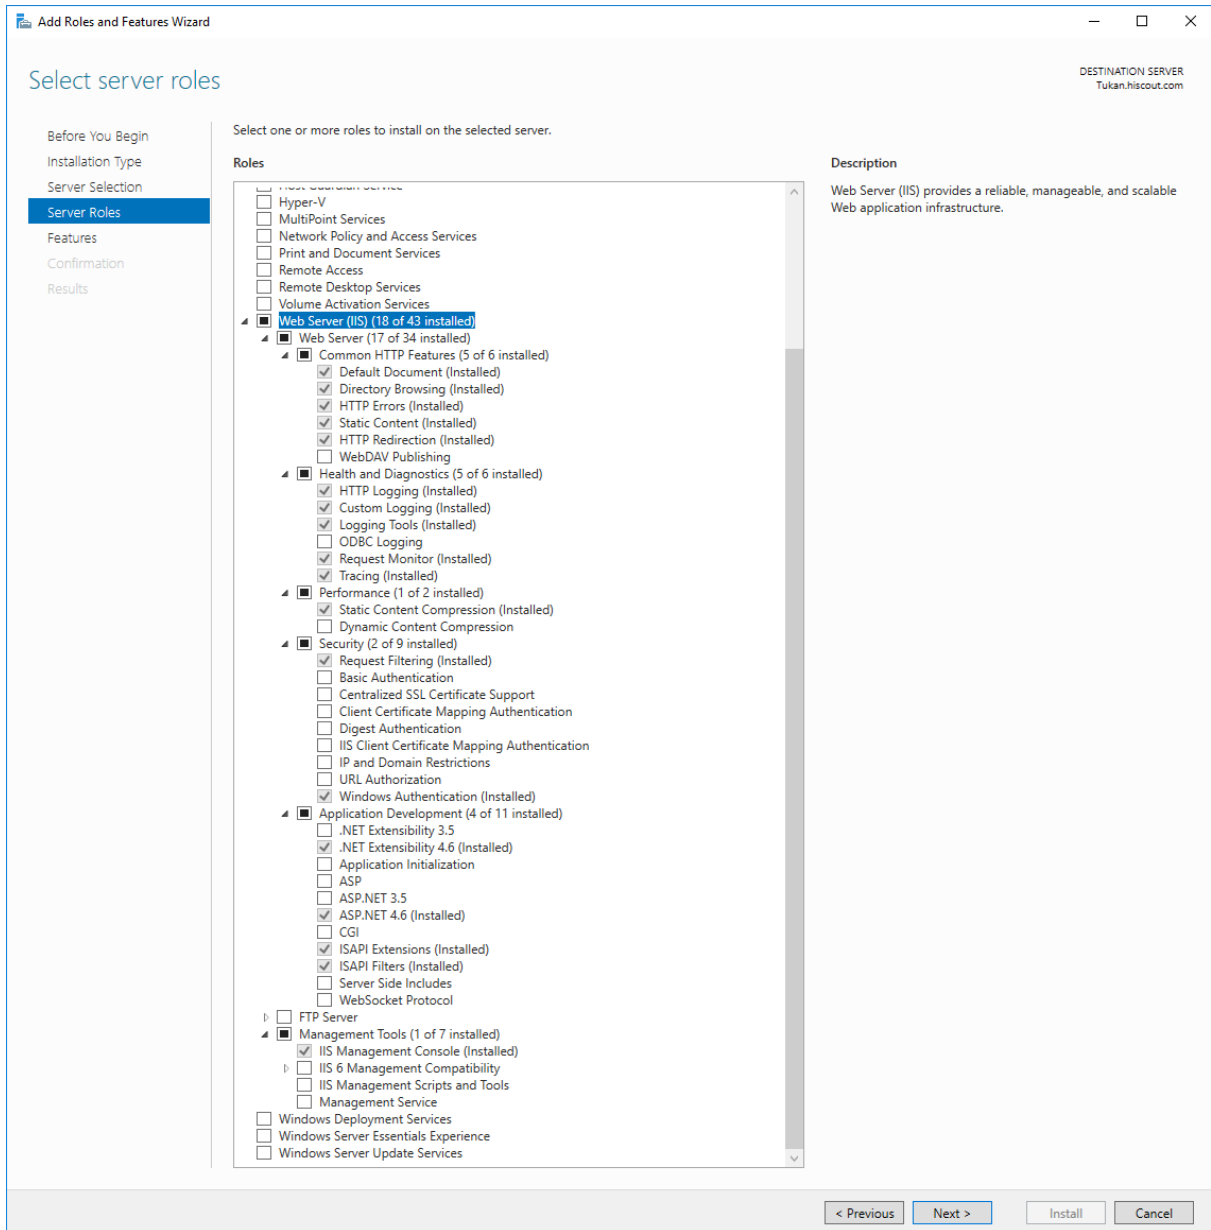 Add Roles and Features Wizard
Select server roles
DESTINATION SERVER
Tukan.hiscout.com
Before You Begin
Installation Type
Server Selection
Server Roles
Features
Confirmation
Results
Select one or more roles to install on the selected server.
Roles
Host Guardian Service
Hyper-V
MultiPoint Services
Network Policy and Access Services
Print and Document Services
Remote Access
Remote Desktop Services
Volume Activation Services
Web Server (IIS) (18 of 43 installed)
Web Server (17 of 34 installed)
Common HTTP Features (5 of 6 installed)
Default Document (Installed)
Directory Browsing (Installed)
HTTP Errors (Installed)
Static Content (Installed)
HTTP Redirection (Installed)
WebDAV Publishing
Health and Diagnostics (5 of 6 installed)
HTTP Logging (Installed)
Custom Logging (Installed)
Logging Tools (Installed)
ODBC Logging
Request Monitor (Installed)
Tracing (Installed)
Performance (1 of 2 installed)
Static Content Compression (Installed)
Dynamic Content Compression
Security (2 of 9 installed)
Request Filtering (Installed)
Basic Authentication
Centralized SSL Certificate Support
Client Certificate Mapping Authentication
Digest Authentication
IIS Client Certificate Mapping Authentication
IP and Domain Restrictions
URL Authorization
Windows Authentication (Installed)
Application Development (4 of 11 installed)
.NET Extensibility 3.5
.NET Extensibility 4.6 (Installed)
Application Initialization
ASP
ASP.NET 3.5
ASP.NET 4.6 (Installed)
CGI
ISAPI Extensions (Installed)
ISAPI Filters (Installed)
Server Side Includes
WebSocket Protocol
FTP Server
Management Tools (1 of 7 installed)
IIS Management Console (Installed)
IIS 6 Management Compatibility
IIS Management Scripts and Tools
Management Service
Windows Deployment Services
Windows Server Essentials Experience
Windows Server Update Services
Description
Web Server (IIS) provides a reliable, manageable, and scalable
Web application infrastructure.
< Previous
Next >
Install
Cancel